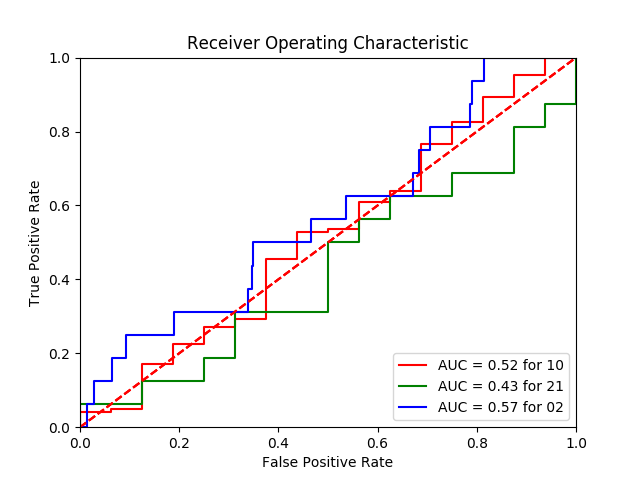 Receiver Operating Characteristic
1.0
0.8
0.6
0.4
0.2
0.0
True Positive Rate
AUC = 0.52 for 10
AUC = 0.43 for 21
AUC = 0.57 for 02
0.0 0.2 0.4 0.6 0.8 1.0
False Positive Rate